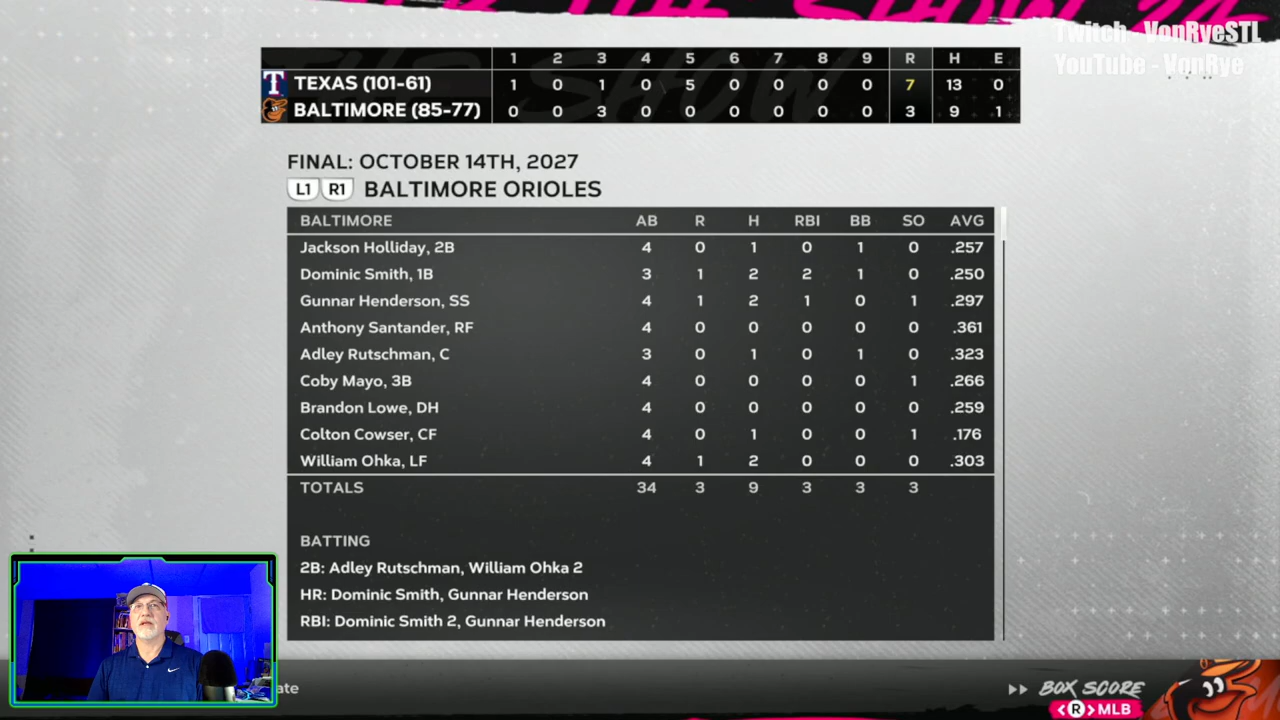 THE SHOW 24
Twitch - VonRyeSTL
YouTube - VonRye
1 2 3 4 5 6 7 8 9 R H E
TEXAS (101-61) 1 0 1 0 5 0 0 0 0 7 13 0
BALTIMORE (85-77) 0 0 3 0 0 0 0 0 0 3 9 1
FINAL: OCTOBER 14TH, 2027
L1 R1 BALTIMORE ORIOLES
BALTIMORE AB R H RBI BB SO AVG
Jackson Holliday, 2B 4 0 1 0 1 0 .257
Dominic Smith, 1B 3 1 2 2 1 0 .250
Gunnar Henderson, SS 4 1 2 1 0 1 .297
Anthony Santander, RF 4 0 0 0 0 0 .361
Adley Rutschman, C 3 0 1 0 1 0 .323
Coby Mayo, 3B 4 0 0 0 0 1 .266
Brandon Lowe, DH 4 0 0 0 0 0 .259
Colton Cowser, CF 4 0 1 0 0 1 .176
William Ohka, LF 4 1 2 0 0 0 .303
TOTALS 34 3 9 3 3 3
BATTING
2B: Adley Rutschman, William Ohka 2
HR: Dominic Smith, Gunnar Henderson
RBI: Dominic Smith 2, Gunnar Henderson
ate
BOX SCORE
R MLB